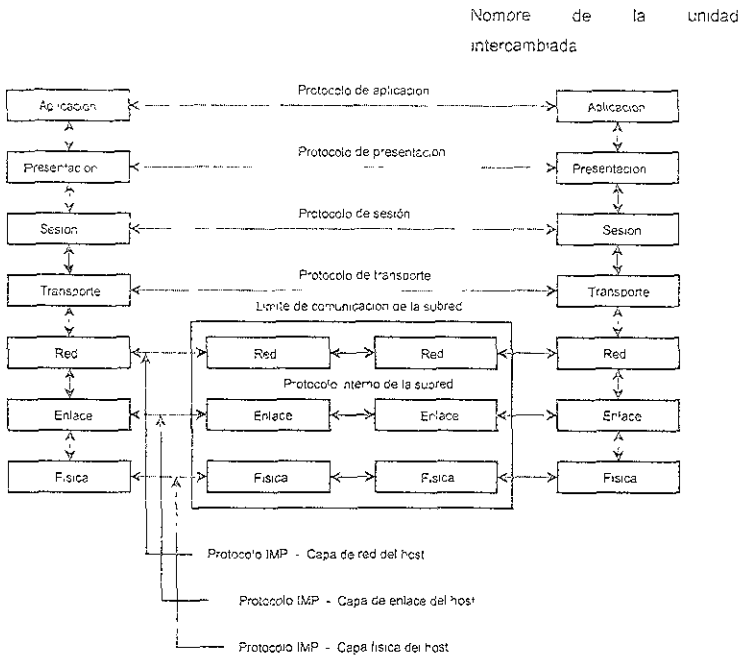 Nombre de la unidad
intercambiada
Protocolo de aplicacion
Aplicacion
Aplicacion
Protocolo de presentacion
Presentacion
Presentacion
Protocolo de sesión
Sesion
Sesion
Protocolo de transporte
Transporte
Transporte
Limite de comunicacion de la subred
Red
Red
Red
Red
Protocolo interno de la subred
Enlace
Enlace
Enlace
Enlace
Fisica
Fisica
Fisica
Fisica
Protocolo IMP - Capa de red del host
Protocolo IMP - Capa de enlace del host
Protocolo IMP - Capa fisica del host